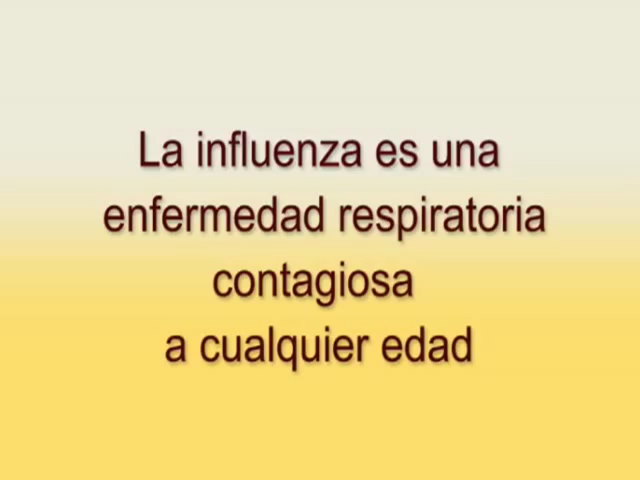 La influenza es una
enfermedad respiratoria
contagiosa
a cualquier edad